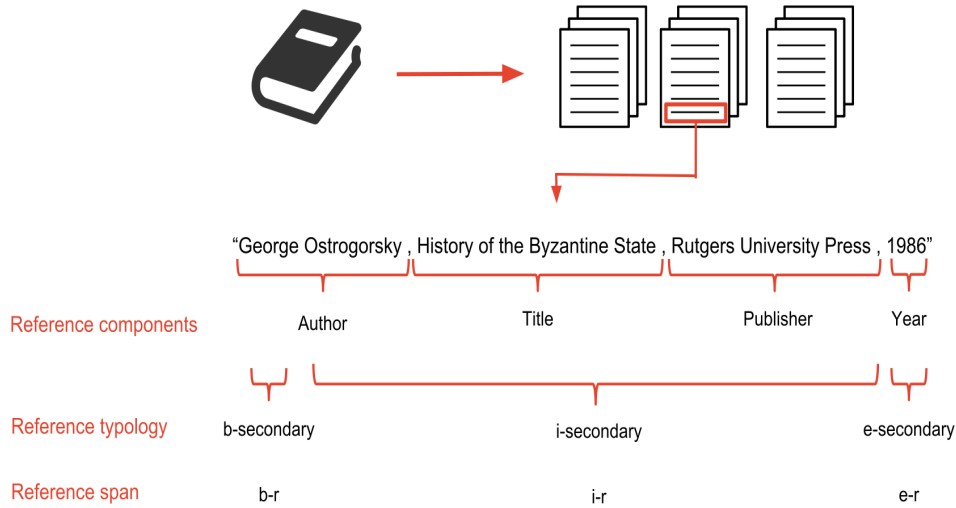 “George Ostrogorsky , History of the Byzantine State , Rutgers University Press , 1986”
Reference components Author Title Publisher Year
Reference typology b-secondary i-secondary e-secondary
Reference span b-r i-r e-r